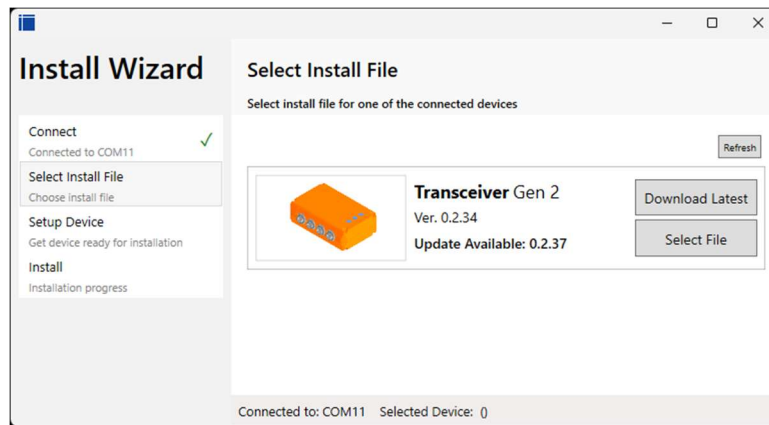 Install Wizard
Connect
Connected to COM11
Select Install File
Choose install file
Setup Device
Get device ready for installation
Install
Installation progress
Select Install File
Select install file for one of the connected devices
Refresh
Transceiver Gen 2
Ver. 0.2.34
Update Available: 0.2.37
Download Latest
Select File
Connected to: COM11 Selected Device: ()